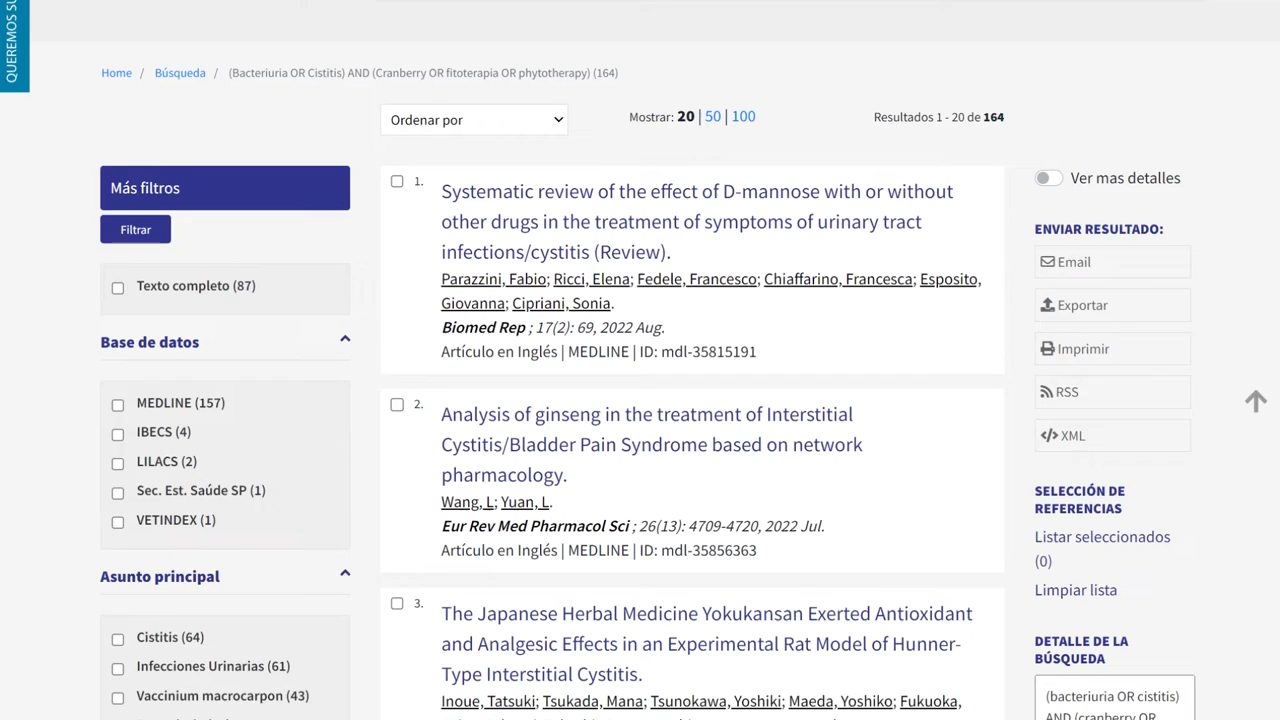 QUEREMOS SU
Home / Búsqueda / (Bacteriuria OR Cistitis) AND (Cranberry OR fitoterapia OR phytotherapy) (164)
Ordenar por
Mostrar: 20 | 50 | 100
Resultados 1 - 20 de 164
Más filtros
Filtrar
Texto completo (87)
Base de datos
MEDLINE (157)
IBECS (4)
LILACS (2)
Sec. Est. Saúde SP (1)
VETINDEX (1)
Asunto principal
Cistitis (64)
Infecciones Urinarias (61)
Vaccinium macrocarpon (43)
1.
Systematic review of the effect of D-mannose with or without
other drugs in the treatment of symptoms of urinary tract
infections/cystitis (Review).
Parazzini, Fabio; Ricci, Elena; Fedele, Francesco; Chiaffarino, Francesca; Esposito,
Giovanna; Cipriani, Sonia.
Biomed Rep ; 17(2): 69, 2022 Aug.
Artículo en Inglés | MEDLINE | ID: mdl-35815191
2.
Analysis of ginseng in the treatment of Interstitial
Cystitis/Bladder Pain Syndrome based on network
pharmacology.
Wang, L; Yuan, L.
Eur Rev Med Pharmacol Sci ; 26(13): 4709-4720, 2022 Jul.
Artículo en Inglés | MEDLINE | ID: mdl-35856363
3.
The Japanese Herbal Medicine Yokukansan Exerted Antioxidant
and Analgesic Effects in an Experimental Rat Model of Hunner-
Type Interstitial Cystitis.
Inoue, Tatsuki; Tsukada, Mana; Tsunokawa, Yoshiki; Maeda, Yoshiko; Fukuoka,
Ver mas detalles
ENVIAR RESULTADO:
Email
Exportar
Imprimir
RSS
XML
SELECCIÓN DE
REFERENCIAS
Listar seleccionados
(0)
Limpiar lista
DETALLE DE LA
BÚSQUEDA
(bacteriuria OR cistitis)
AND (cranberry OR